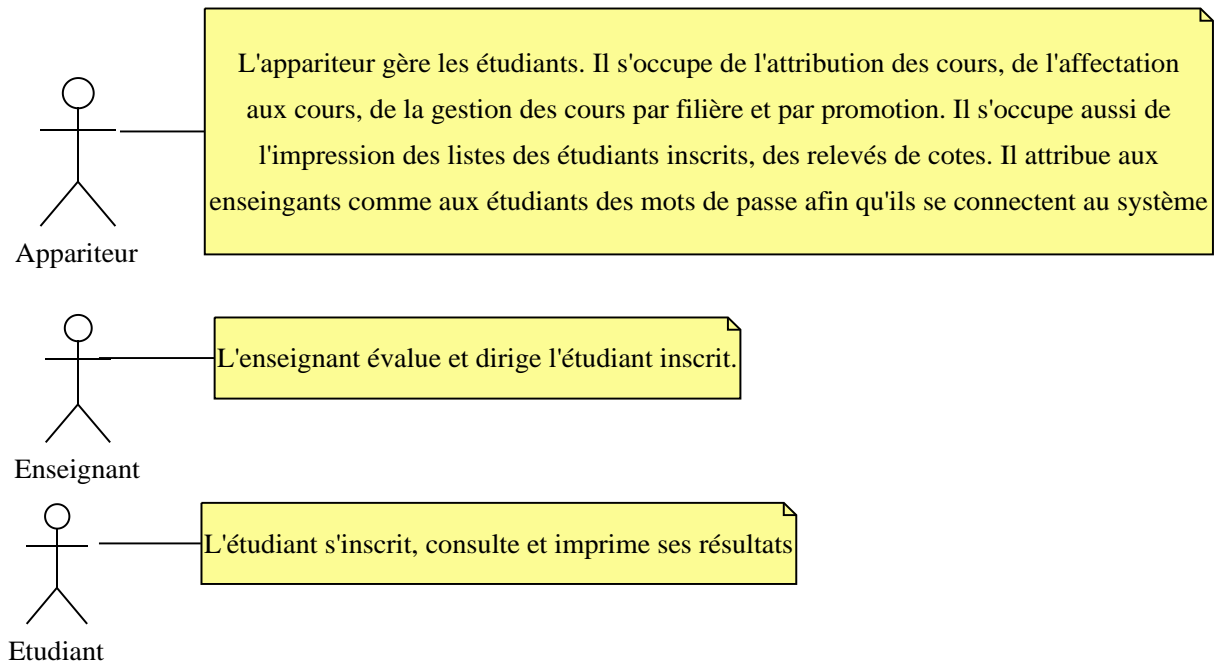 L'appariteur gère les étudiants. Il s'occupe de l'attribution des cours, de l'affectation
aux cours, de la gestion des cours par filière et par promotion. Il s'occupe aussi de
l'impression des listes des étudiants inscrits, des relevés de cotes. Il attribue aux
enseingants comme aux étudiants des mots de passe afin qu'ils se connectent au système
Appariteur
L'enseignant évalue et dirige l'étudiant inscrit.
Enseignant
L'étudiant s'inscrit, consulte et imprime ses résultats
Etudiant